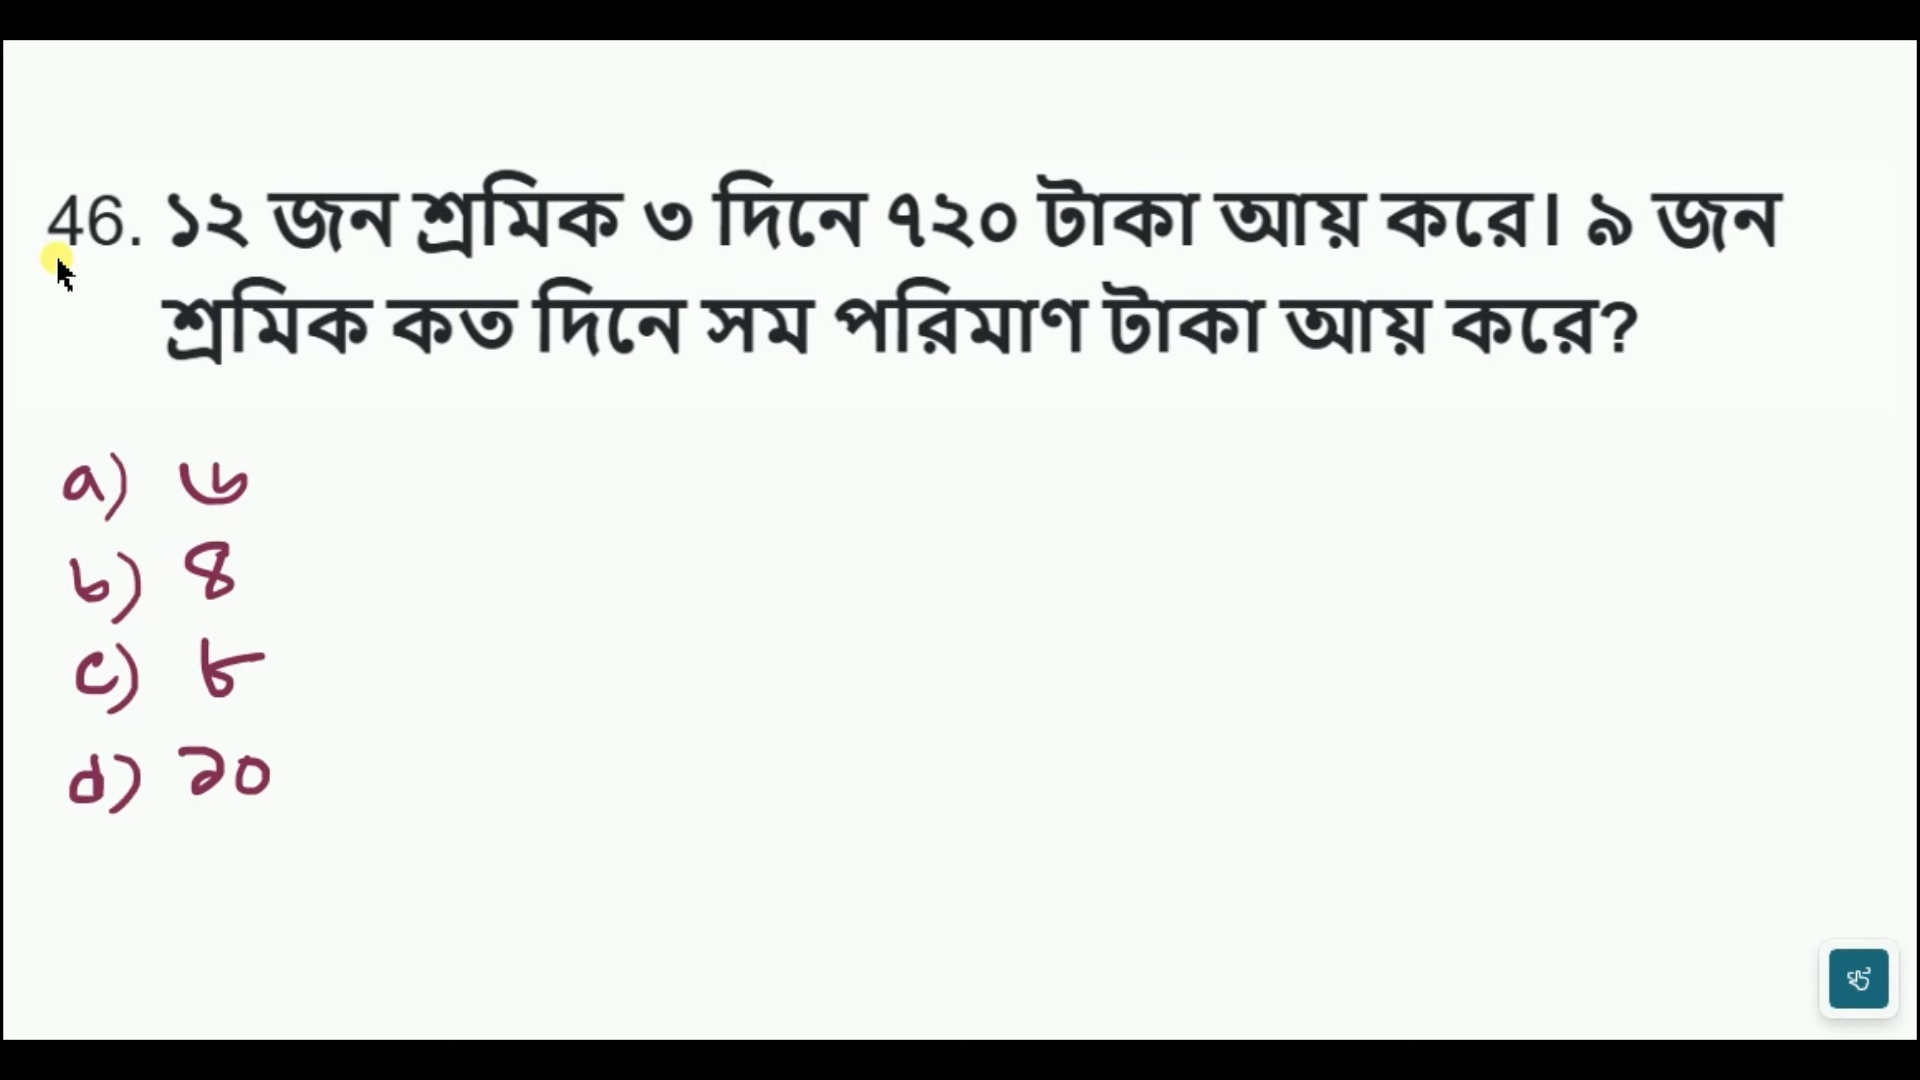 46. ১২ জন শ্রমিক ৩ দিনে ৭২০ টাকা আয় করে। ৯ জন
শ্রমিক কত দিনে সম পরিমাণ টাকা আয় করে?
a) ৬
b) ৪
c) ৮
d) ১০